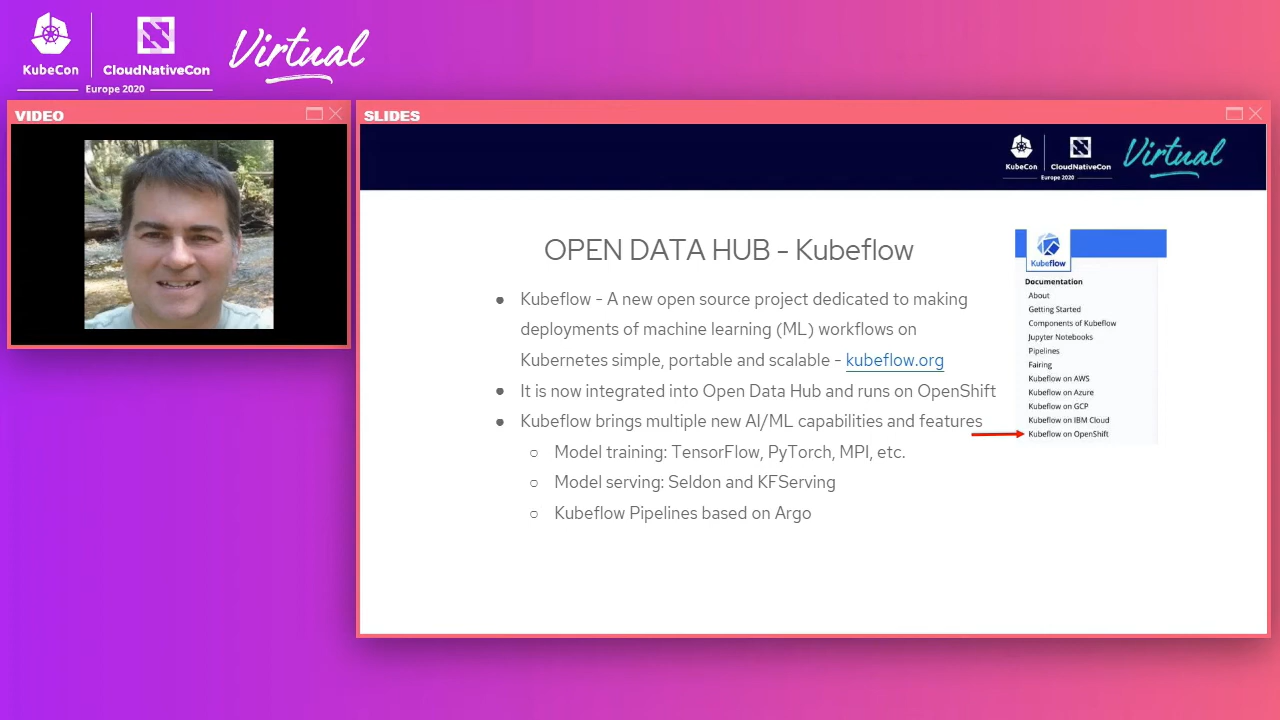 KubeCon
CloudNativeCon
Europe 2020
Virtual
VIDEO
SLIDES
KubeCon
CloudNativeCon
Europe 2020
Virtual
OPEN DATA HUB - Kubeflow
● Kubeflow - A new open source project dedicated to making
deployments of machine learning (ML) workflows on
Kubernetes simple, portable and scalable - kubeflow.org
● It is now integrated into Open Data Hub and runs on OpenShift
● Kubeflow brings multiple new AI/ML capabilities and features
○ Model training: TensorFlow, PyTorch, MPI, etc.
○ Model serving: Seldon and KFServing
○ Kubeflow Pipelines based on Argo
Kubeflow
Documentation
About
Getting Started
Components of Kubeflow
Jupyter Notebooks
Pipelines
Fairing
Kubeflow on AWS
Kubeflow on Azure
Kubeflow on GCP
Kubeflow on IBM Cloud
Kubeflow on OpenShift